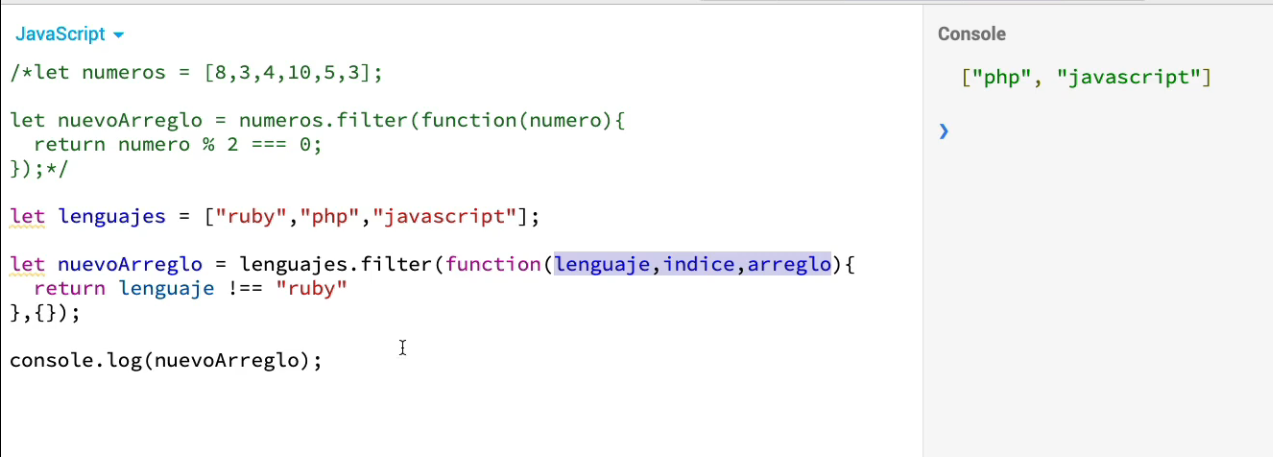 JavaScript
/*let numeros = [8,3,4,10,5,3];
let nuevoArreglo = numeros.filter(function(numero){
return numero % 2 === 0;
});*/
let lenguajes = ["ruby","php","javascript"];
let nuevoArreglo = lenguajes.filter(function(lenguaje,indice,arreglo){
return lenguaje !== "ruby"
},{});
console.log(nuevoArreglo);
Console
["php", "javascript"]